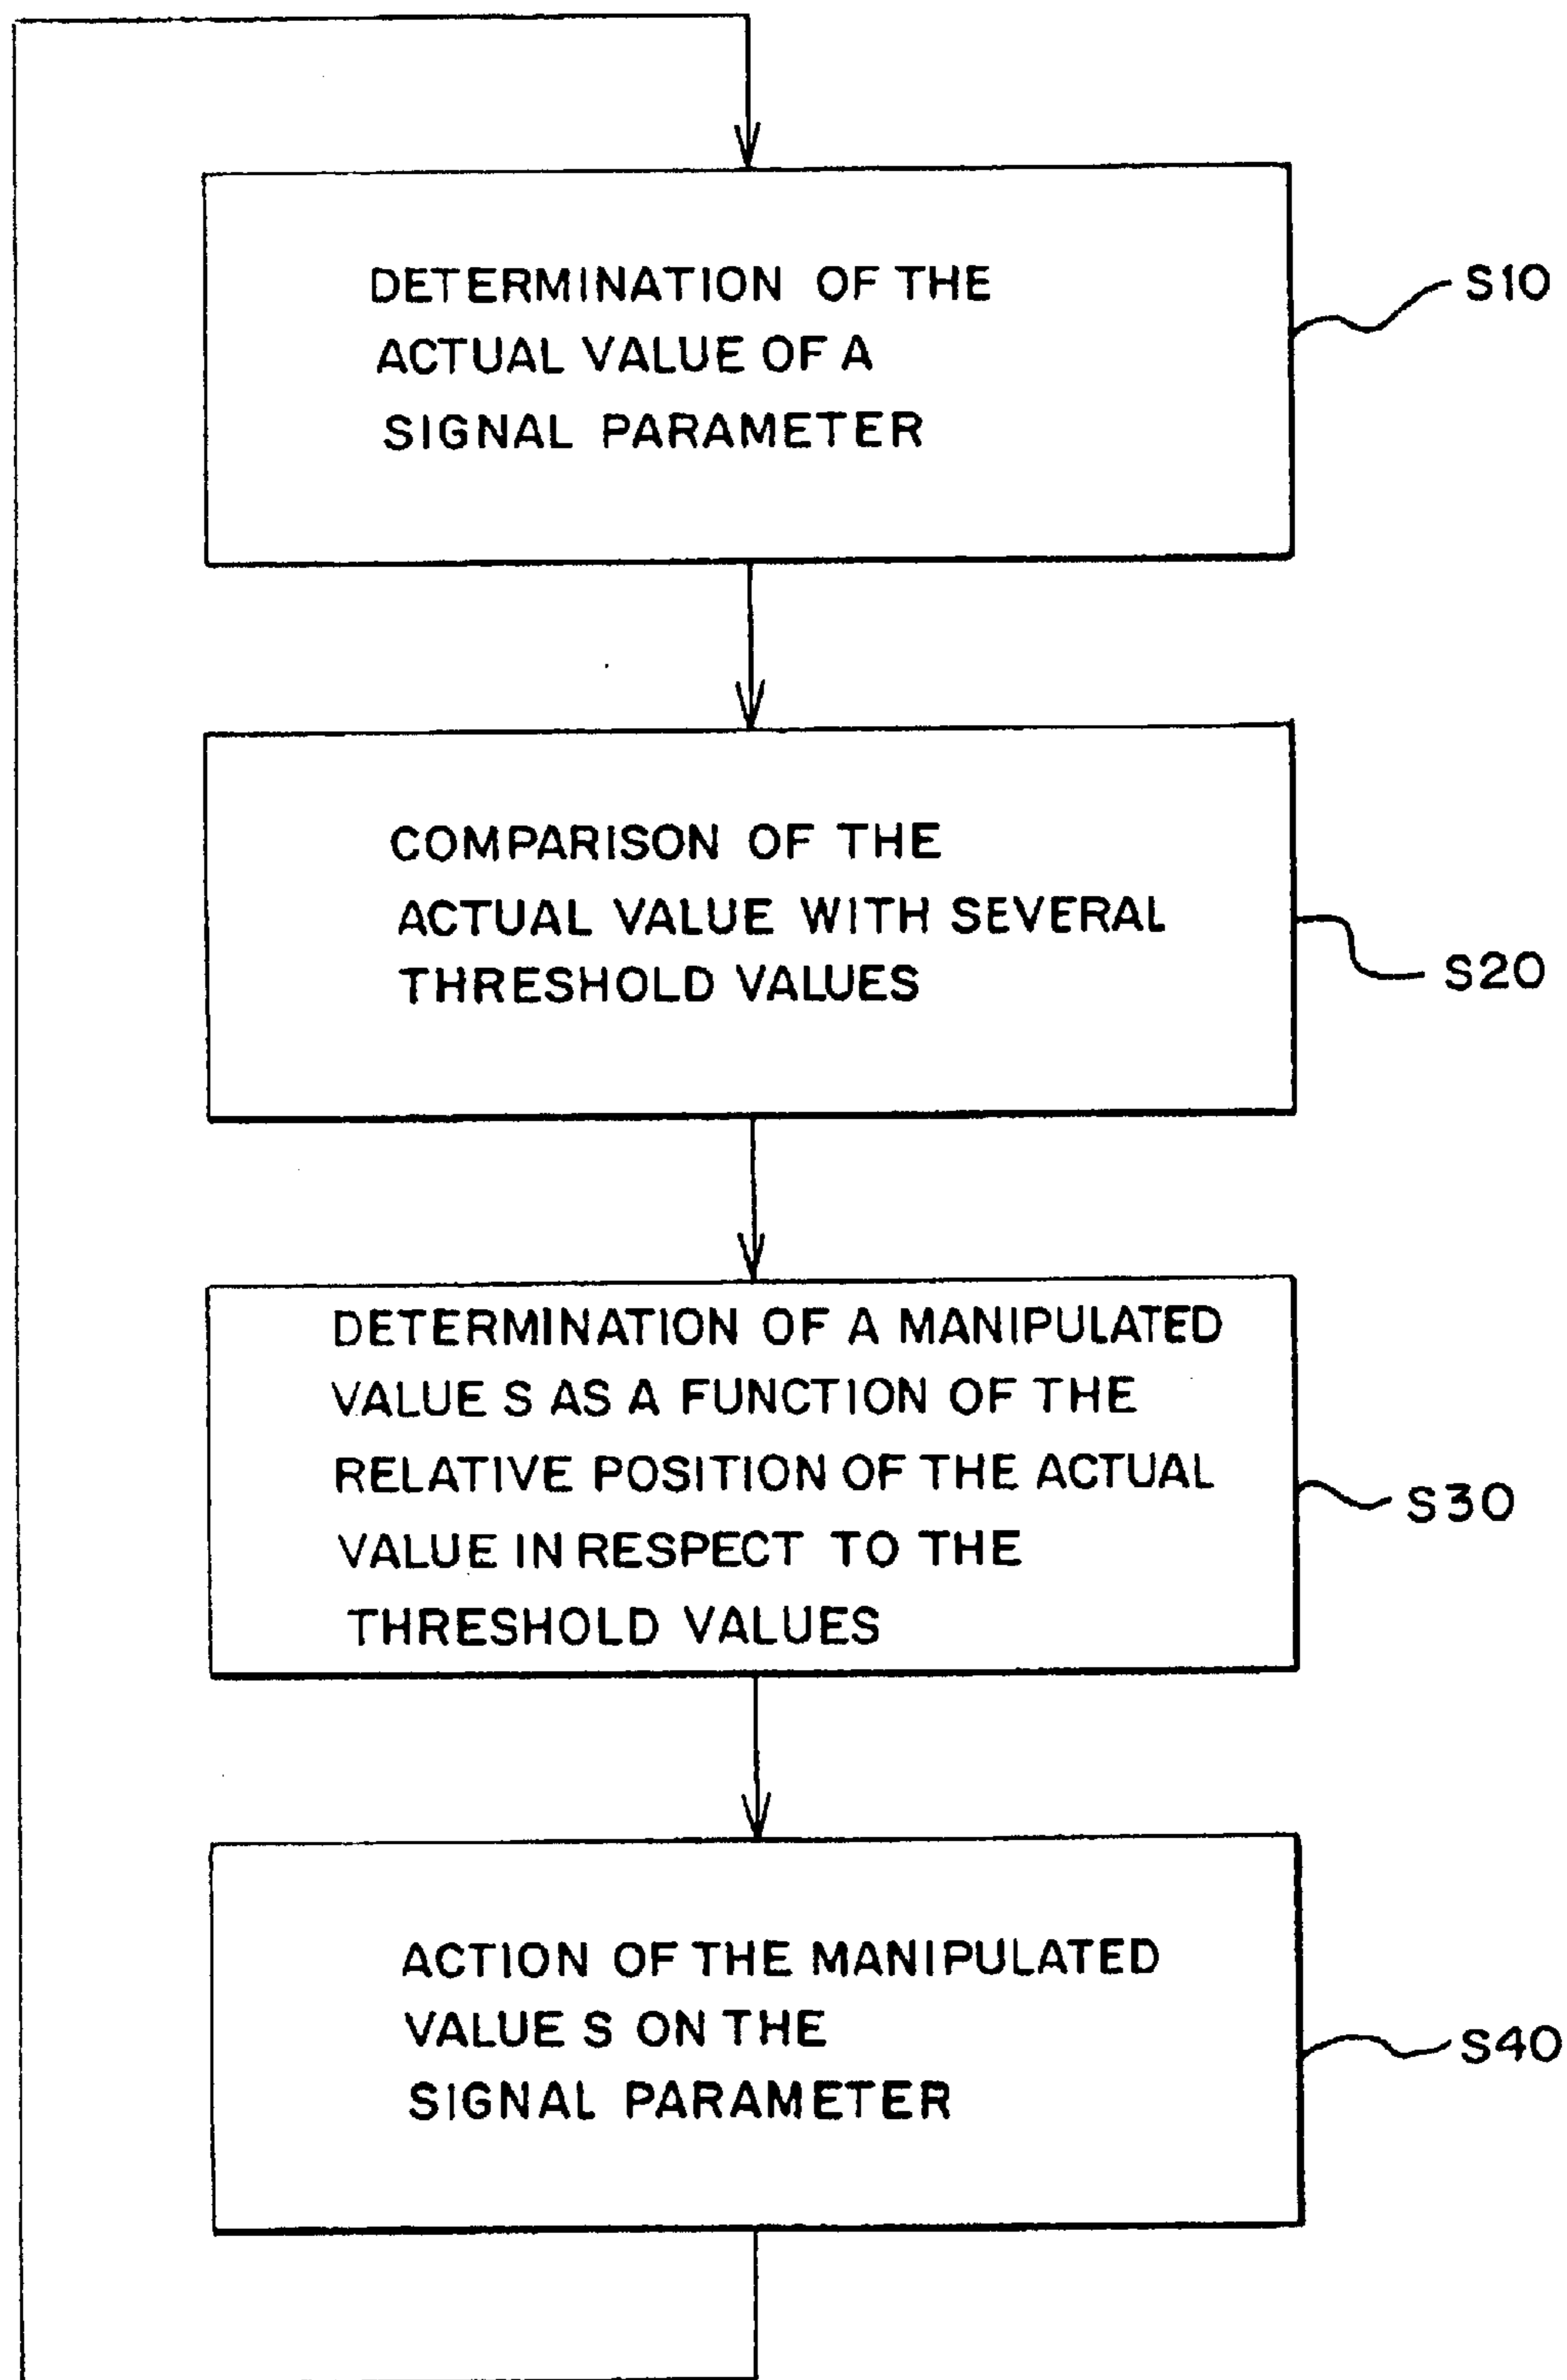 DETERMINATION OF THE
ACTUAL VALUE OF A
SIGNAL PARAMETER
S10
COMPARISON OF THE
ACTUAL VALUE WITH SEVERAL
THRESHOLD VALUES
S20
DETERMINATION OF A MANIPULATED
VALUE S AS A FUNCTION OF THE
RELATIVE POSITION OF THE ACTUAL
VALUE IN RESPECT TO THE
THRESHOLD VALUES
S30
ACTION OF THE MANIPULATED
VALUE S ON THE
SIGNAL PARAMETER
S40